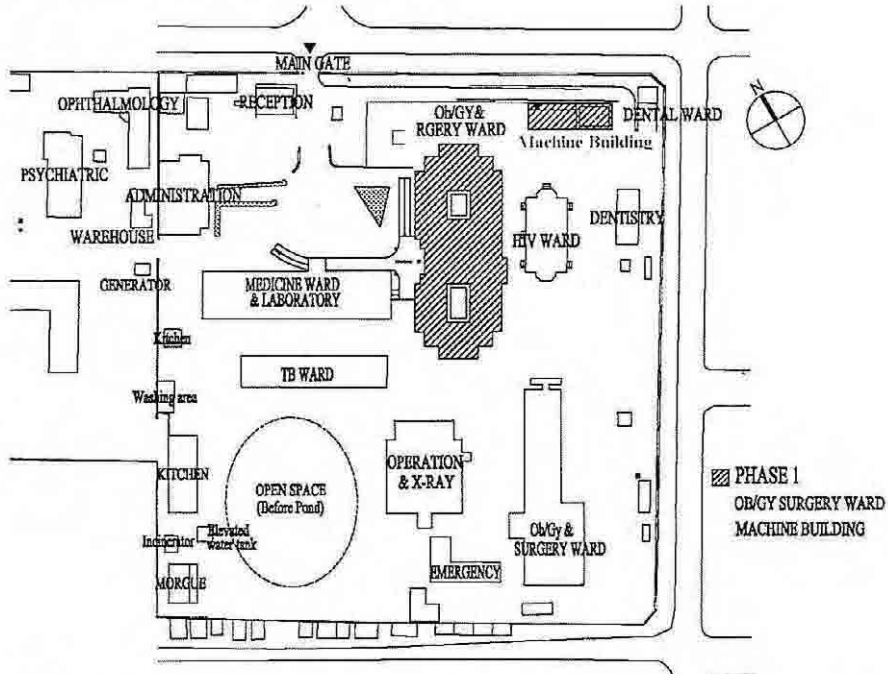 MAIN GATE
OPHTHALMOLOGY
RECEPTION
Ob/GY &
RGERY WARD
DENTAL WARD
N
Machine Building
PSYCHIATRIC
ADMINISTRATION
DENTISTRY
WAREHOUSE
HIV WARD
GENERATOR
MEDICINE WARD
& LABORATORY
Kitchen
TB WARD
Washing area
KITCHEN
OPERATION
& X-RAY
OPEN SPACE
(Before Pond)
PHASE 1
OB/GY SURGERY WARD
MACHINE BUILDING
Incinerator
Elevated
water tank
Ob/Gy &
SURGERY WARD
EMERGENCY
MORGUE